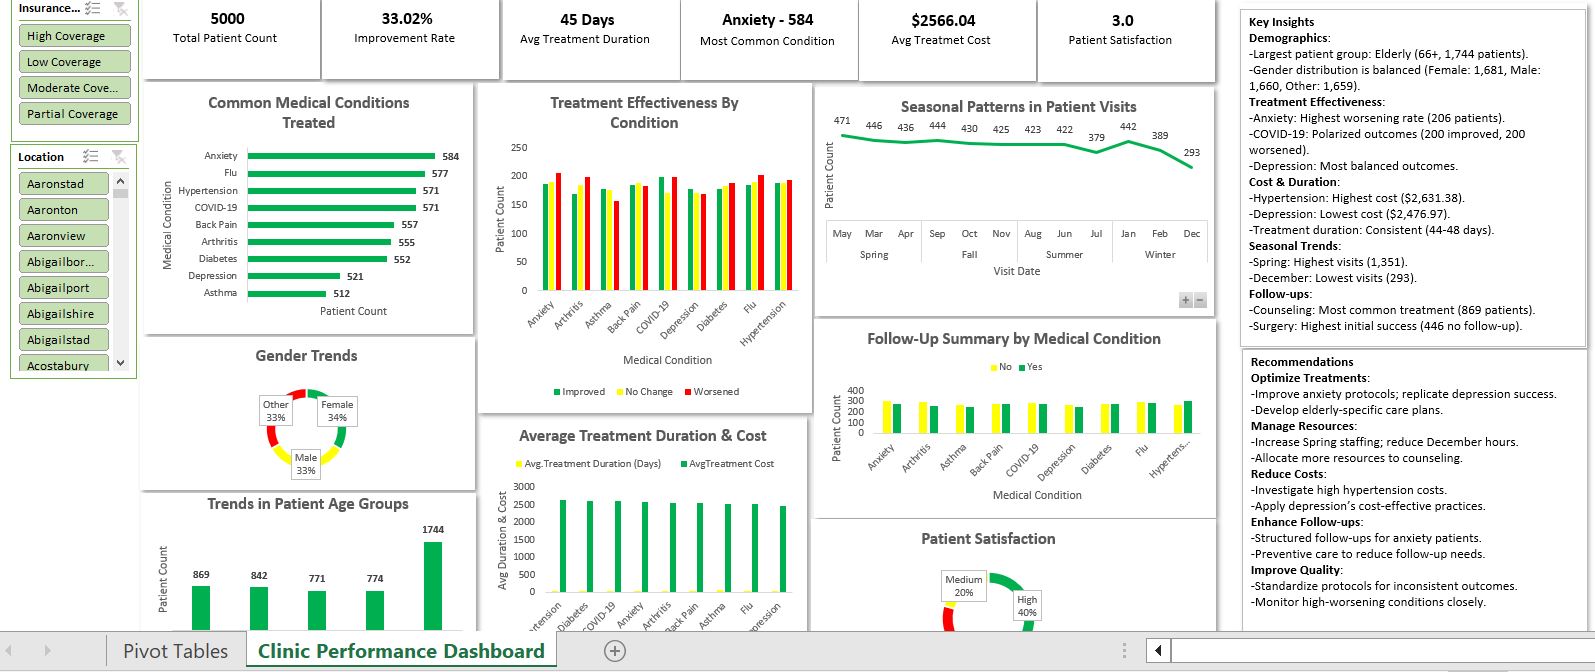 Insurance...
High Coverage
Low Coverage
Moderate Cove...
Partial Coverage
Location
Aaronstad
Aaronton
Aaronview
Abigailbor...
Abigailport
Abigailshire
Abigailstad
Acostabury
5000
Total Patient Count
33.02%
Improvement Rate
45 Days
Avg Treatment Duration
Anxiety - 584
Most Common Condition
$2566.04
Avg Treatmet Cost
3.0
Patient Satisfaction
Common Medical Conditions
Treated
Medical Condition
Anxiety 584
Flu 577
Hypertension 571
COVID-19 571
Back Pain 557
Arthritis 555
Diabetes 552
Depression 521
Asthma 512
Patient Count
Gender Trends
Other
33%
Female
34%
Male
33%
Trends in Patient Age Groups
Patient Count
869 842 771 774 1744
Treatment Effectiveness By
Condition
Patient Count
250
200
150
100
50
0
Anxiety Arthritis Asthma Back Pain COVID-19 Depression Diabetes Flu Hypertension
Medical Condition
Improved No Change Worsened
Average Treatment Duration & Cost
Avg.Treatment Duration (Days) AvgTreatment Cost
Avg Duration & Cost
3000
2500
2000
1500
1000
500
0
rtension Diabetes OVID-19 Anxiety Arthritis ack Pain Asthma Flu pression
Seasonal Patterns in Patient Visits
Patient Count
471 446 436 444 430 425 423 422 379 442 389 293
May Mar Apr Sep Oct Nov Aug Jun Jul Jan Feb Dec
Spring Fall Summer Winter
Visit Date
+ −
Follow-Up Summary by Medical Condition
No Yes
Patient Count
400
300
200
100
0
Anxiety Arthritis Asthma Back Pain COVID-19 Depression Diabetes Flu Hypertens...
Medical Condition
Patient Satisfaction
Medium
20%
High
40%
Key Insights
Demographics:
-Largest patient group: Elderly (66+, 1,744 patients).
-Gender distribution is balanced (Female: 1,681, Male:
1,660, Other: 1,659).
Treatment Effectiveness:
-Anxiety: Highest worsening rate (206 patients).
-COVID-19: Polarized outcomes (200 improved, 200
worsened).
-Depression: Most balanced outcomes.
Cost & Duration:
-Hypertension: Highest cost ($2,631.38).
-Depression: Lowest cost ($2,476.97).
-Treatment duration: Consistent (44-48 days).
Seasonal Trends:
-Spring: Highest visits (1,351).
-December: Lowest visits (293).
Follow-ups:
-Counseling: Most common treatment (869 patients).
-Surgery: Highest initial success (446 no follow-up).
Recommendations
Optimize Treatments:
-Improve anxiety protocols; replicate depression success.
-Develop elderly-specific care plans.
Manage Resources:
-Increase Spring staffing; reduce December hours.
-Allocate more resources to counseling.
Reduce Costs:
-Investigate high hypertension costs.
-Apply depression's cost-effective practices.
Enhance Follow-ups:
-Structured follow-ups for anxiety patients.
-Preventive care to reduce follow-up needs.
Improve Quality:
-Standardize protocols for inconsistent outcomes.
-Monitor high-worsening conditions closely.
Pivot Tables
Clinic Performance Dashboard